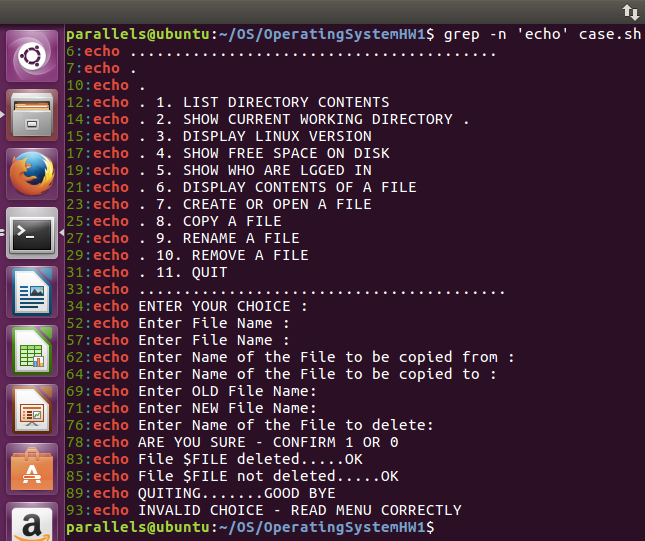 parallels@ubuntu:~/OS/OperatingSystemHW1$ grep -n 'echo' case.sh
6:echo .........................................
7:echo .
10:echo .
12:echo . 1. LIST DIRECTORY CONTENTS
14:echo . 2. SHOW CURRENT WORKING DIRECTORY .
15:echo . 3. DISPLAY LINUX VERSION
17:echo . 4. SHOW FREE SPACE ON DISK
19:echo . 5. SHOW WHO ARE LGGED IN
21:echo . 6. DISPLAY CONTENTS OF A FILE
23:echo . 7. CREATE OR OPEN A FILE
25:echo . 8. COPY A FILE
27:echo . 9. RENAME A FILE
29:echo . 10. REMOVE A FILE
31:echo . 11. QUIT
33:echo .........................................
34:echo ENTER YOUR CHOICE :
52:echo Enter File Name :
57:echo Enter File Name :
62:echo Enter Name of the File to be copied from :
64:echo Enter Name of the File to be copied to :
69:echo Enter OLD File Name:
71:echo Enter NEW File Name:
76:echo Enter Name of the File to delete:
78:echo ARE YOU SURE - CONFIRM 1 OR 0
83:echo File $FILE deleted.....OK
85:echo File $FILE not deleted.....OK
89:echo QUITING.......GOOD BYE
93:echo INVALID CHOICE - READ MENU CORRECTLY
parallels@ubuntu:~/OS/OperatingSystemHW1$